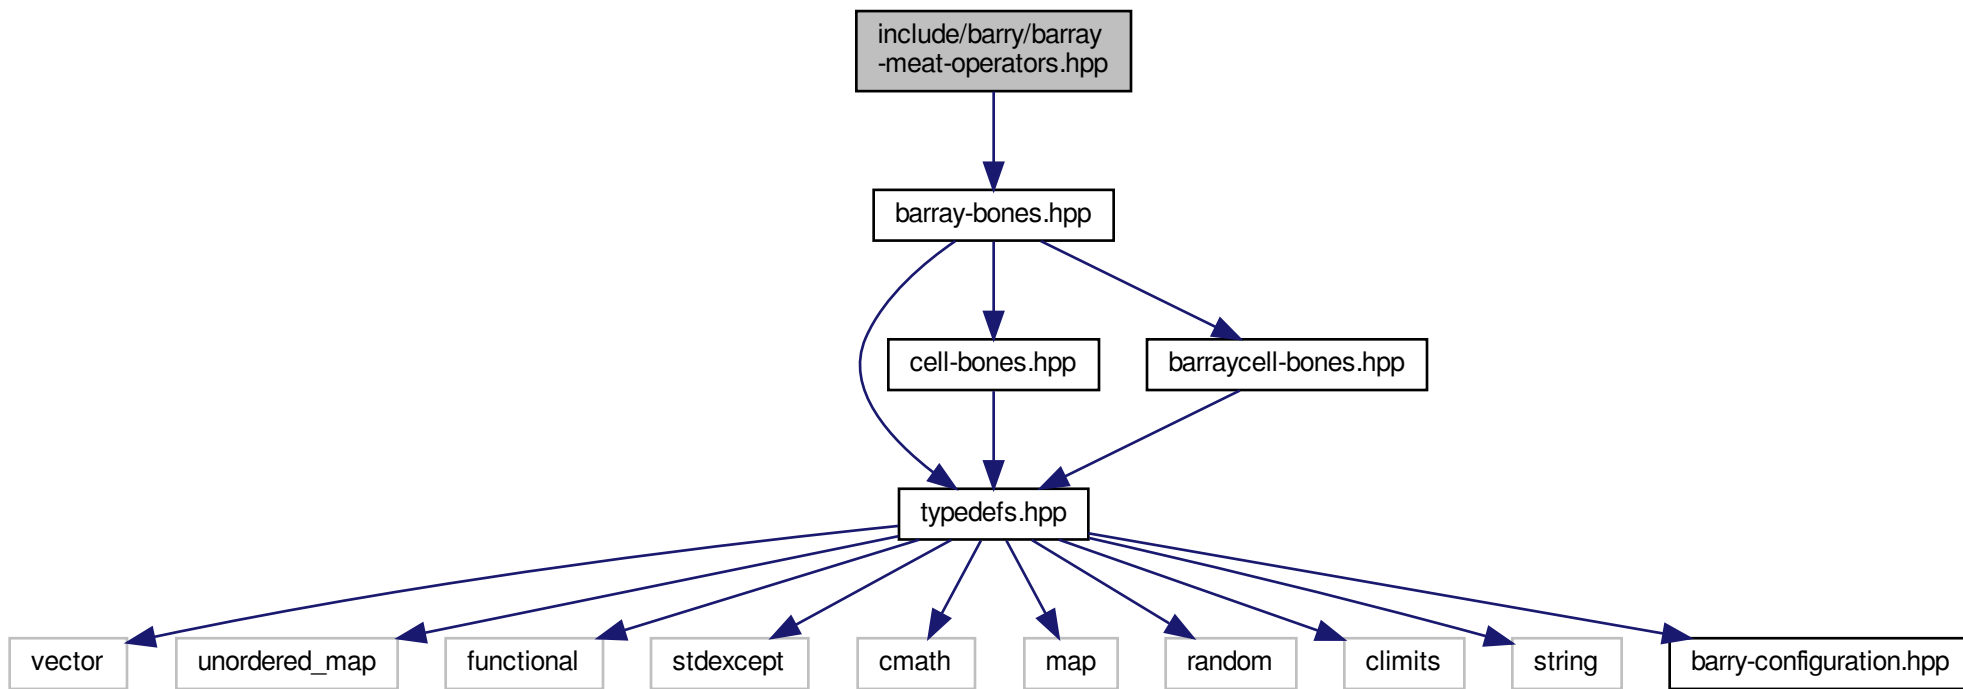 include/barry/barray
-meat-operators.hpp
barray-bones.hpp
cell-bones.hpp
barraycell-bones.hpp
typedefs.hpp
vector
unordered_map
functional
stdexcept
cmath
map
random
climits
string
barry-configuration.hpp